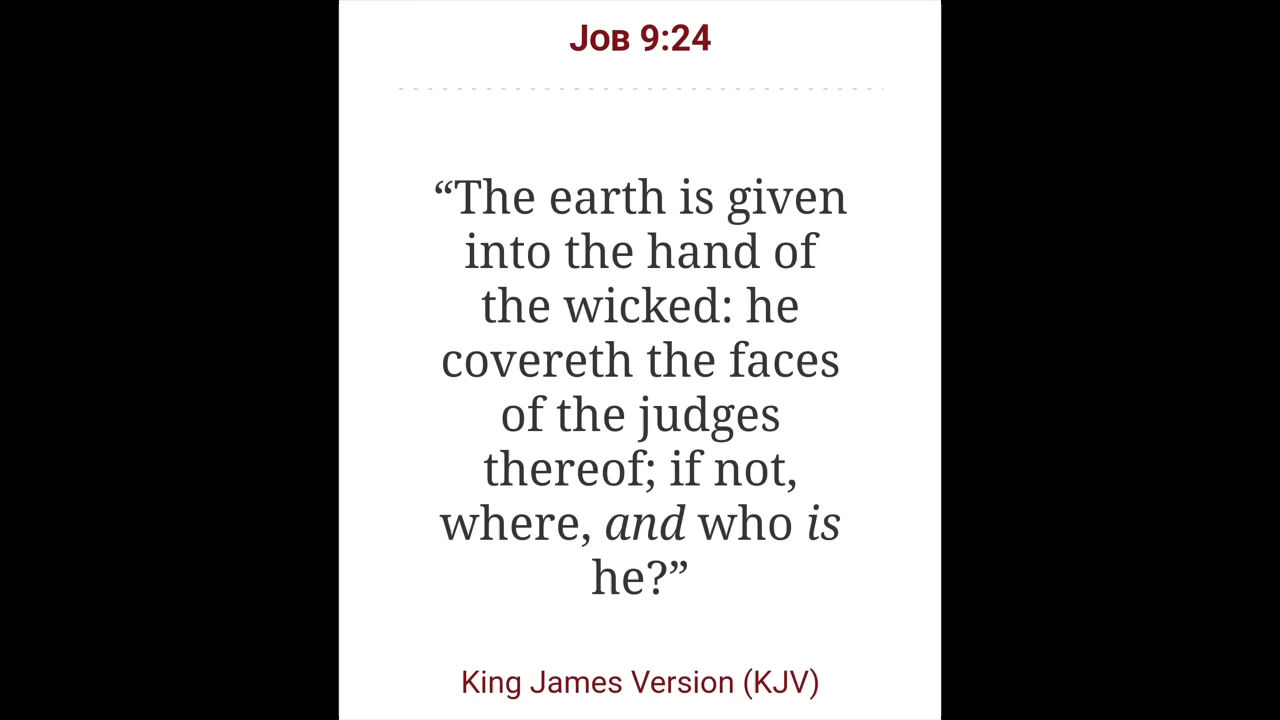 Job 9:24
“The earth is given
into the hand of
the wicked: he
covereth the faces
of the judges
thereof; if not,
where, and who is
he?”
King James Version (KJV)